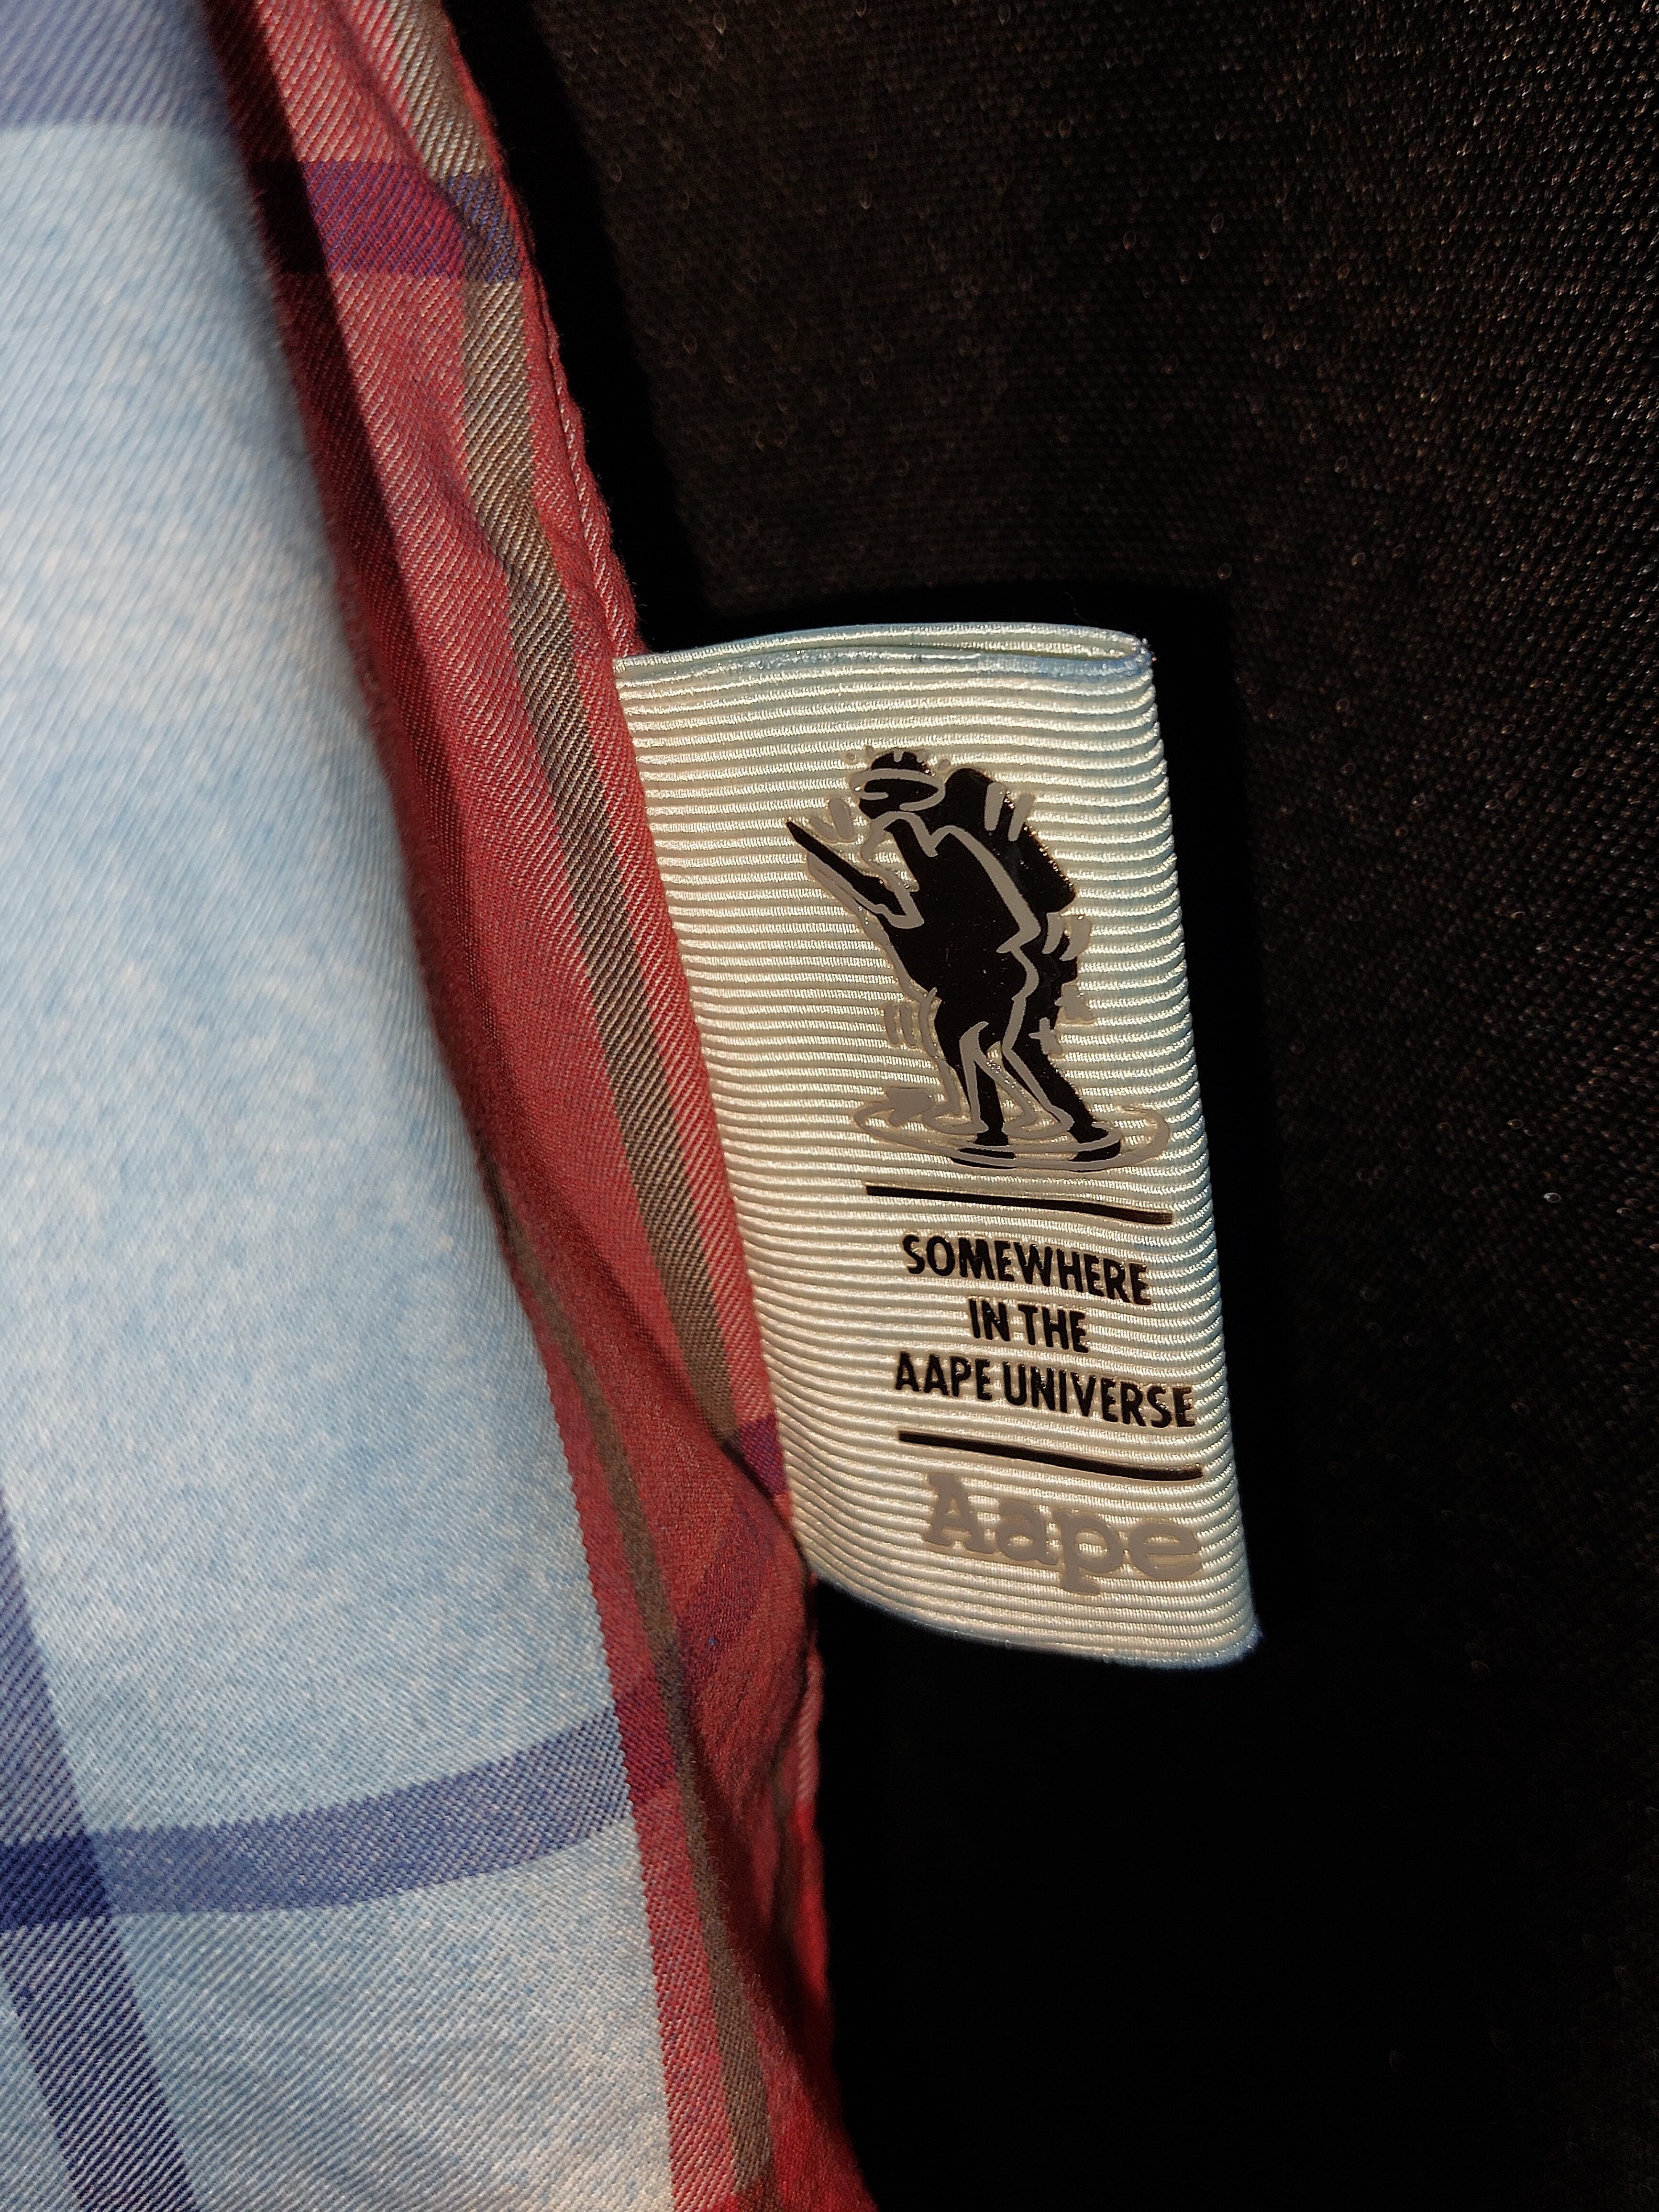 SOMEWHERE
IN THE
AAPE UNIVERSE
Aape